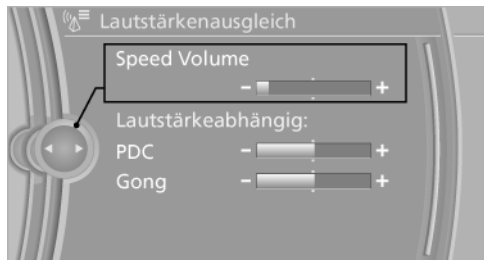 Lautstärkenausgleich
Speed Volume
- +
Lautstärkeabhängig:
PDC - +
Gong - +